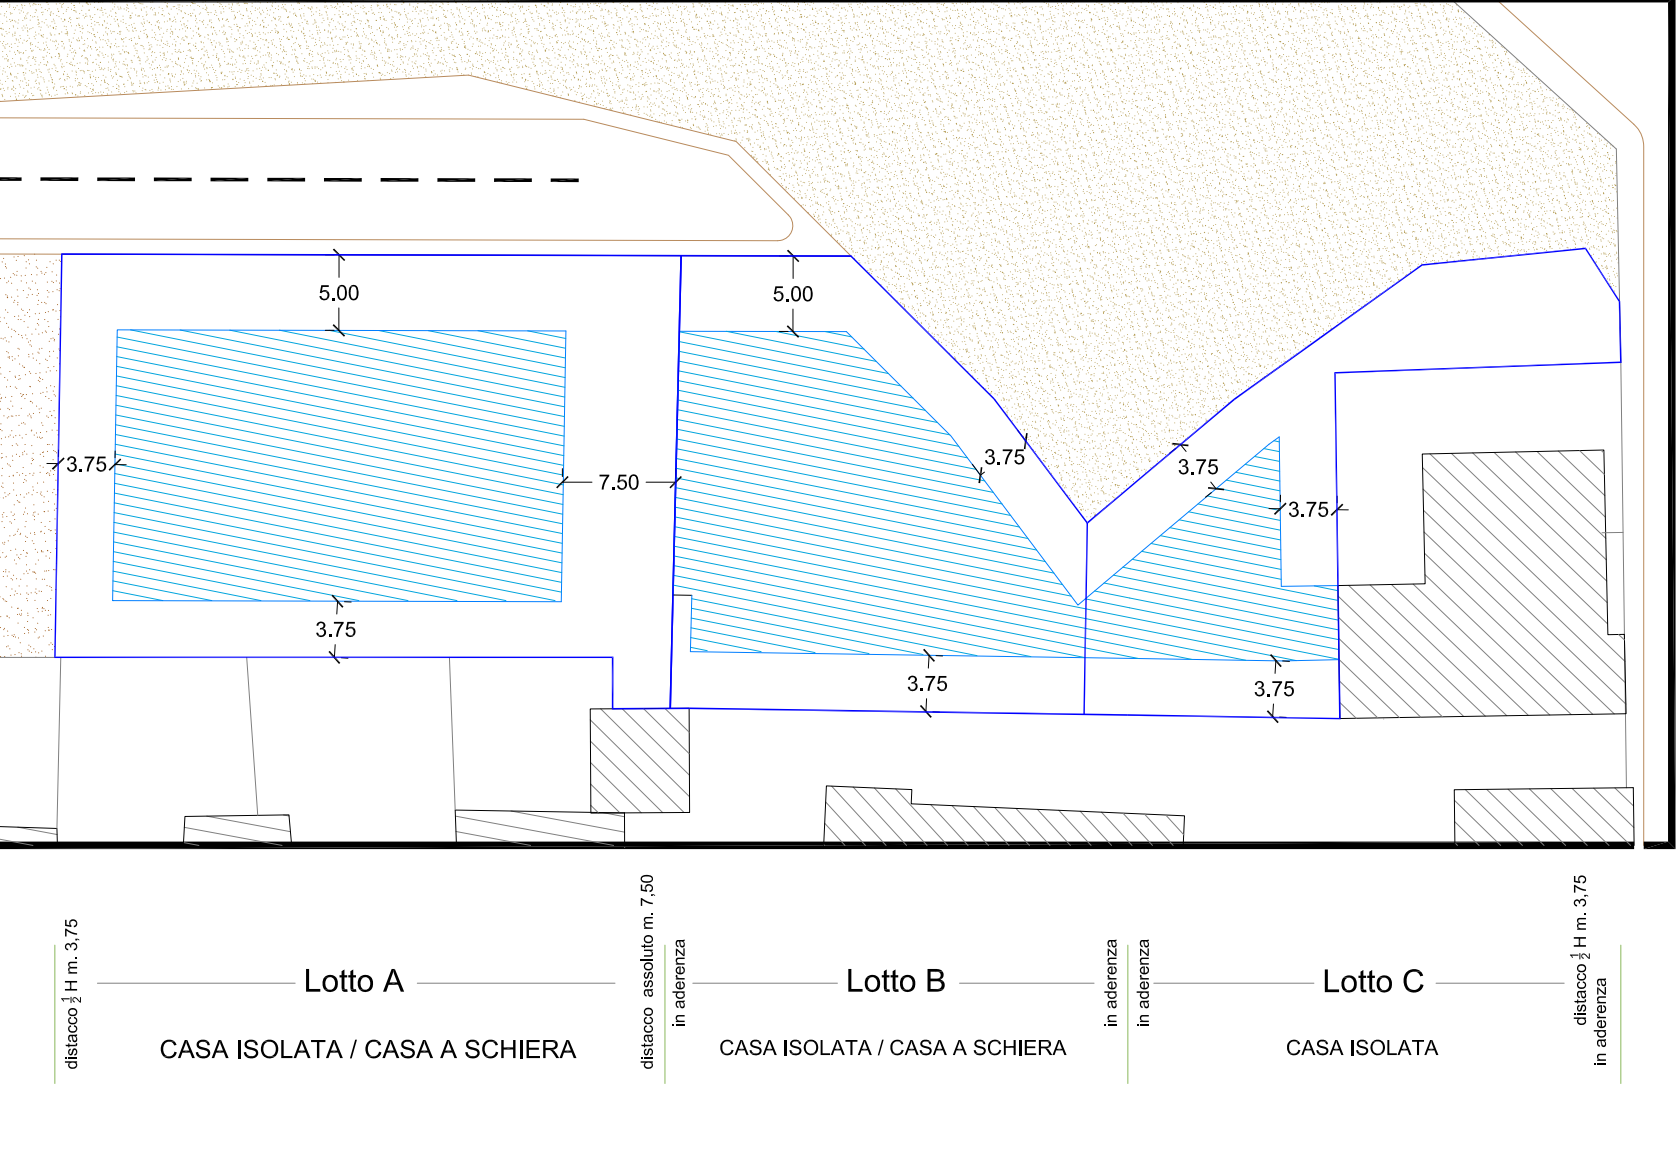 5.00
5.00
3.75
7.50
3.75
3.75
3.75
3.75
3.75
3.75
distacco ½ H m. 3,75
Lotto A
CASA ISOLATA / CASA A SCHIERA
distacco assoluto m. 7,50
in aderenza
Lotto B
CASA ISOLATA / CASA A SCHIERA
in aderenza
in aderenza
Lotto C
CASA ISOLATA
distacco ½ H m. 3,75
in aderenza